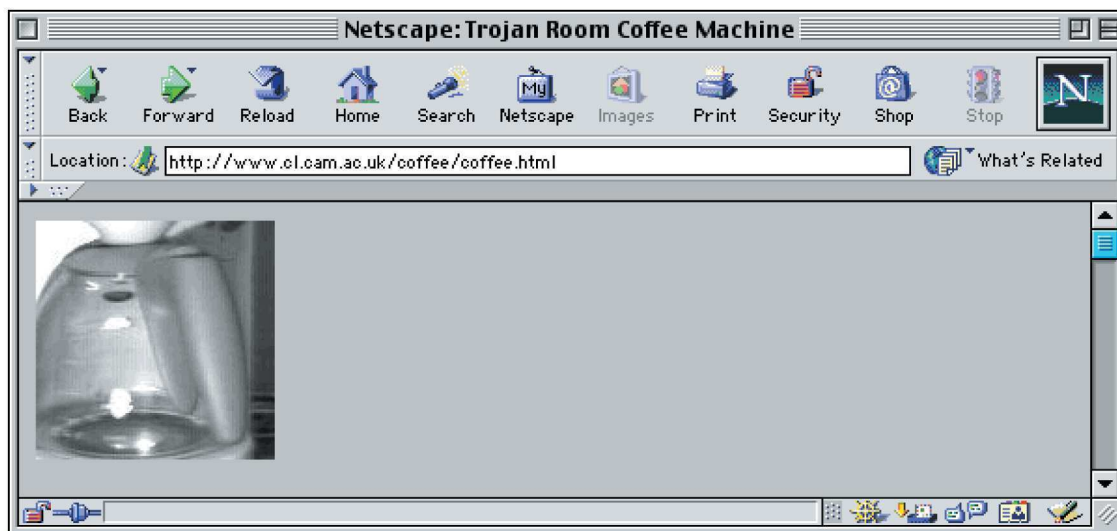 Netscape: Trojan Room Coffee Machine
My N
Back Forward Reload Home Search Netscape Images Print Security Shop Stop
Location: http://www.cl.cam.ac.uk/coffee/coffee.html What's Related